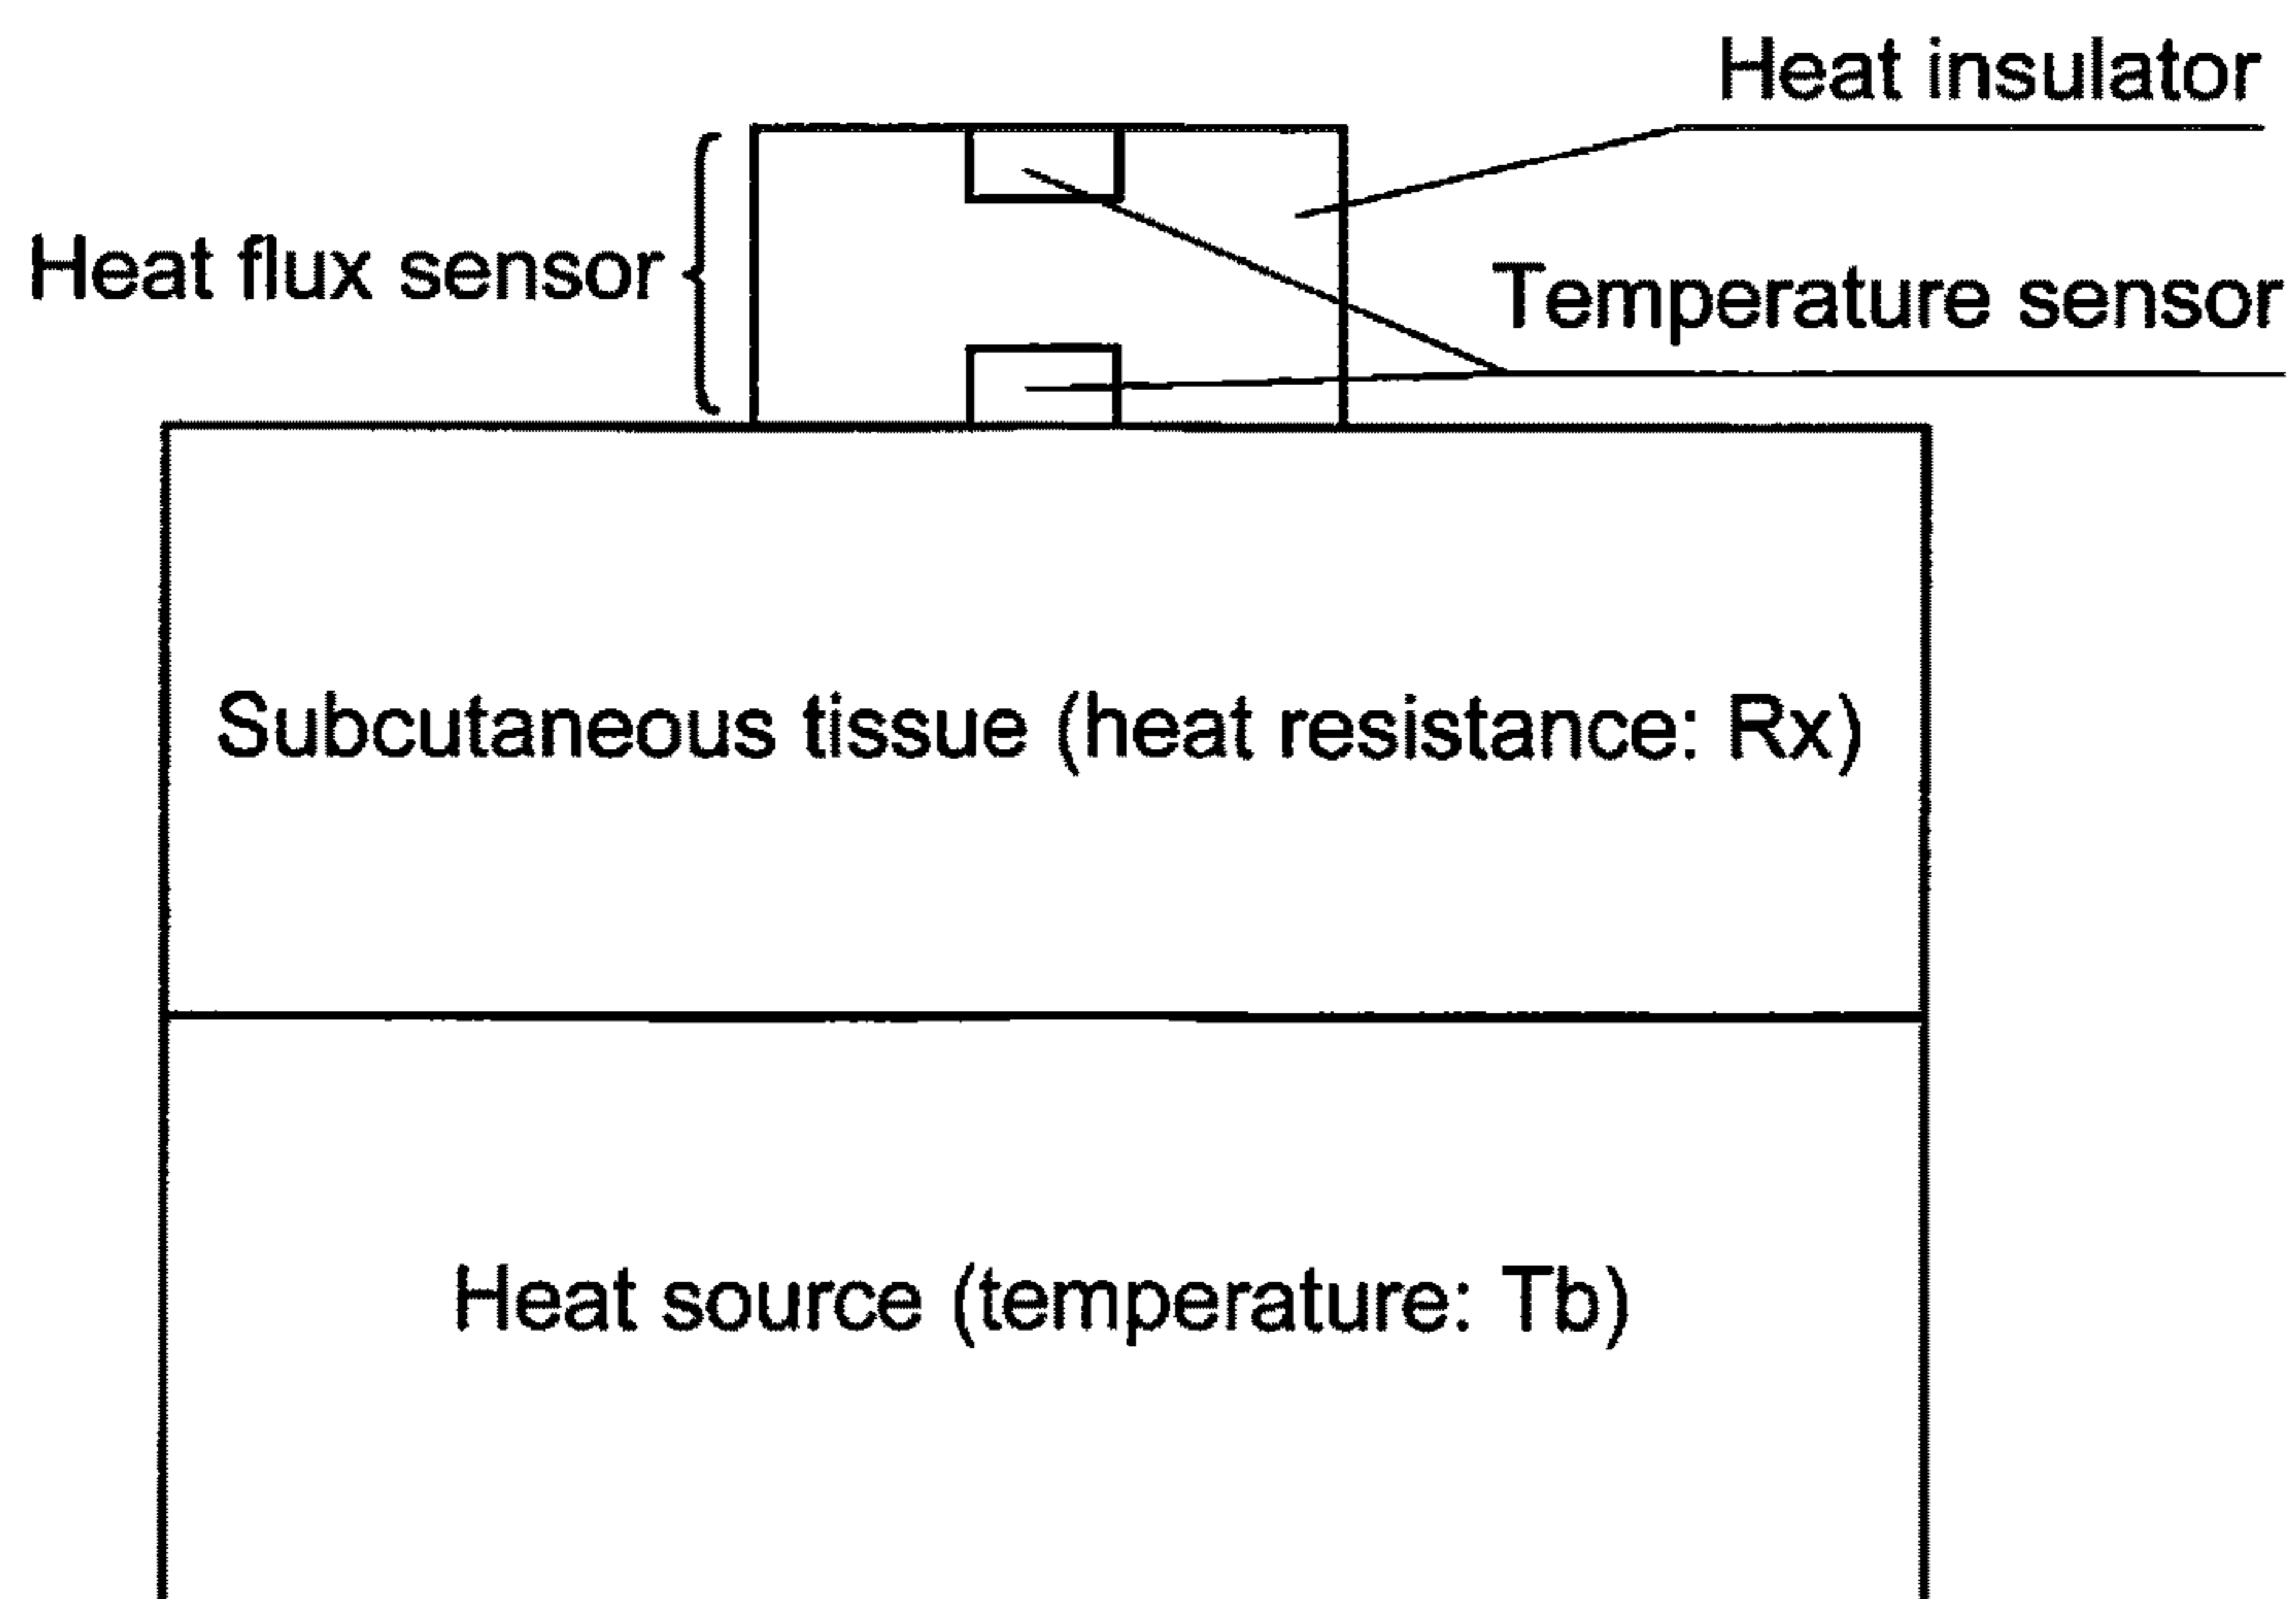 Heat insulator
Heat flux sensor
Temperature sensor
Subcutaneous tissue (heat resistance: Rx)
Heat source (temperature: Tb)